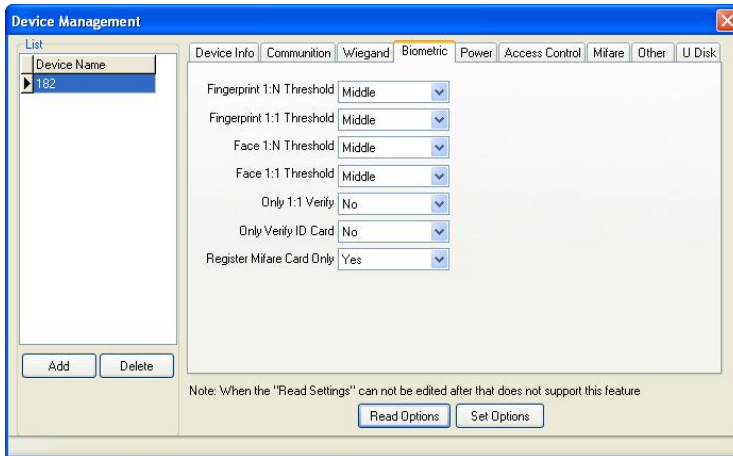 Device Management
List
Device Name
182
Add
Delete
Device Info
Communition
Wiegand
Biometric
Power
Access Control
Mifare
Other
U Disk
Fingerprint 1:N Threshold Middle
Fingerprint 1:1 Threshold Middle
Face 1:N Threshold Middle
Face 1:1 Threshold Middle
Only 1:1 Verify No
Only Verify ID Card No
Register Mifare Card Only Yes
Note: When the "Read Settings" can not be edited after that does not support this feature
Read Options
Set Options